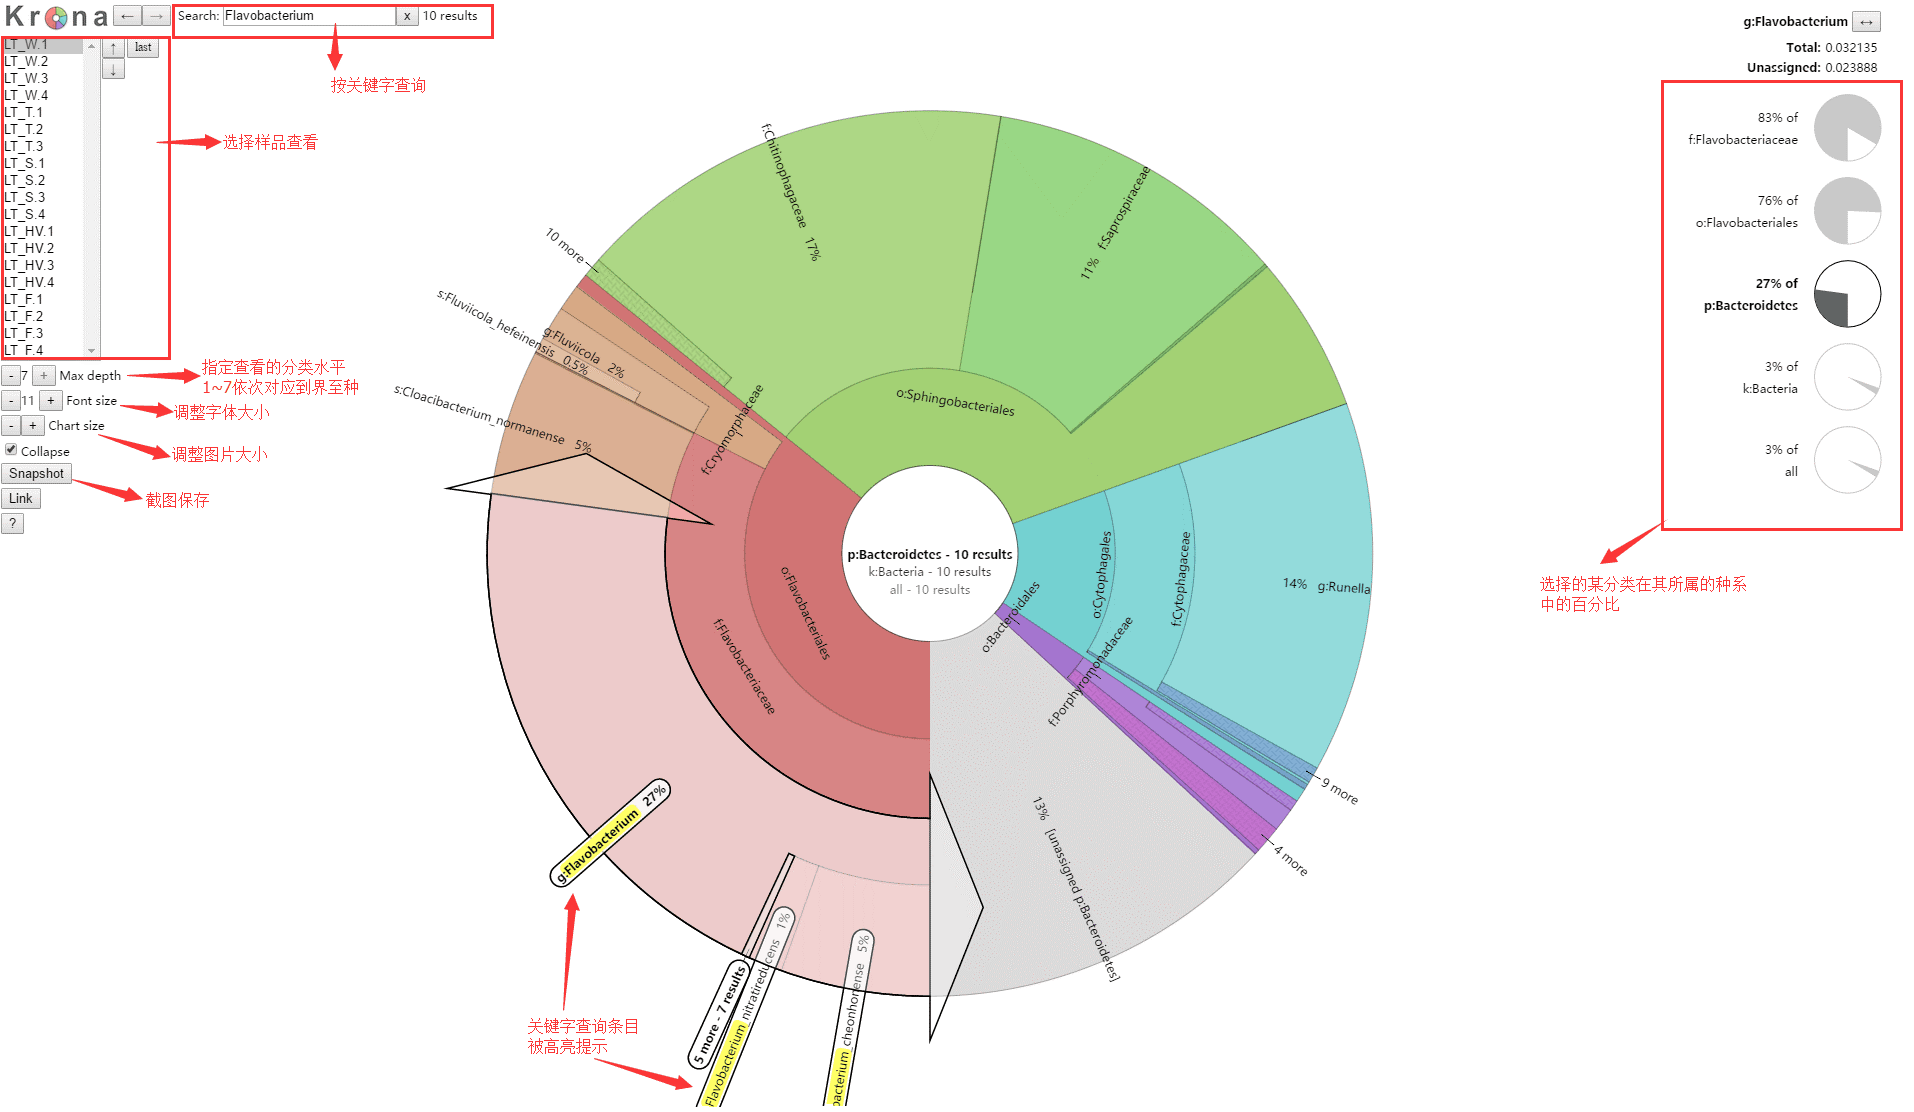 Krona
←
→
Search:
Flavobacterium
x
10 results
LT_W.1
LT_W.2
LT_W.3
LT_W.4
LT_T.1
LT_T.2
LT_T.3
LT_S.1
LT_S.2
LT_S.3
LT_S.4
LT_HV.1
LT_HV.2
LT_HV.3
LT_HV.4
LT_F.1
LT_F.2
LT_F.3
LT_F.4
↑
last
↓
按关键字查询
选择样品查看
- 7 + Max depth
指定查看的分类水平
1~7依次对应到界至种
- 11 + Font size
调整字体大小
- + Chart size
调整图片大小
Collapse
Snapshot
截图保存
Link
?
g:Flavobacterium ↔
Total: 0.032135
Unassigned: 0.023888
83% of
f:Flavobacteriaceae
76% of
o:Flavobacteriales
27% of
p:Bacteroidetes
3% of
k:Bacteria
3% of
all
选择的某分类在其所属的种系
中的百分比
f:Chitinophagaceae 17%
11% f:Saprospiraceae
10 more
s:Fluviicola_hefeinensis 0.5%
g:Fluviicola 2%
s:Cloacibacterium_normanense 5%
f:Cryomorphaceae
o:Sphingobacteriales
o:Flavobacteriales
f:Flavobacteriaceae
p:Bacteroidetes - 10 results
k:Bacteria - 10 results
all - 10 results
o:Cytophagales
f:Cytophagaceae
14% g:Runella
o:Bacteroidales
f:Porphyromonadaceae
9 more
4 more
13% [unassigned p:Bacteroidetes]
g:Flavobacterium 27%
5 more - 7 results
Flavobacterium_nitratireducens 1%
bacterium_cheonhonense 5%
关键字查询条目
被高亮提示